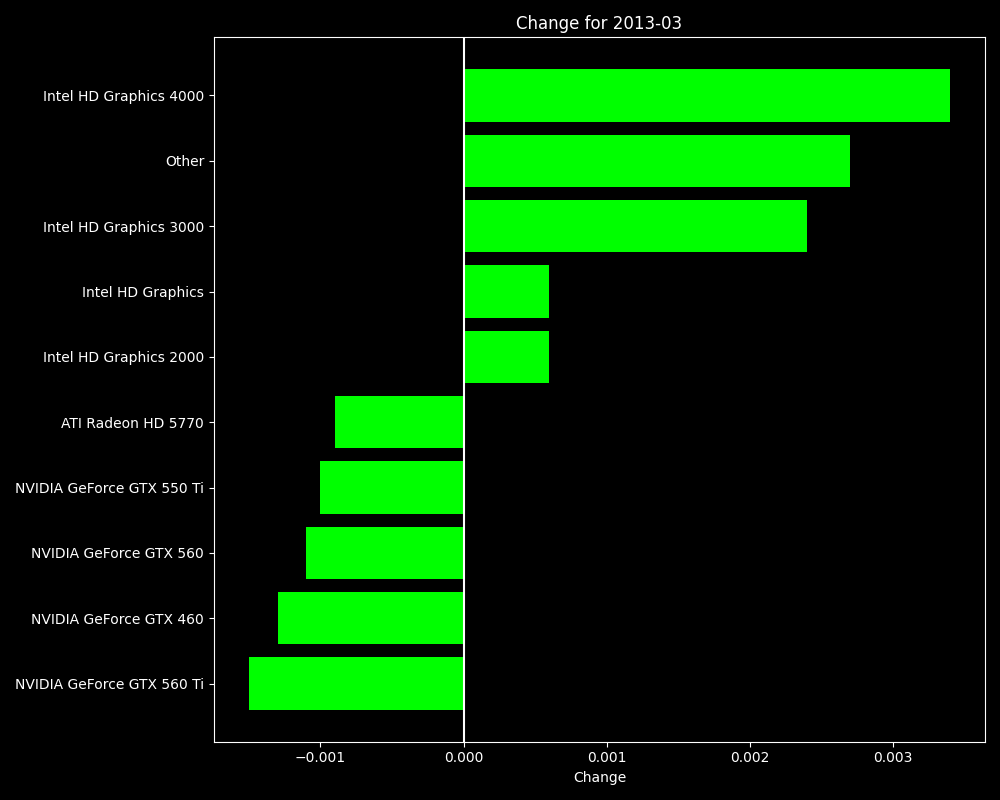 Change for 2013-03
Intel HD Graphics 4000
Other
Intel HD Graphics 3000
Intel HD Graphics
Intel HD Graphics 2000
ATI Radeon HD 5770
NVIDIA GeForce GTX 550 Ti
NVIDIA GeForce GTX 560
NVIDIA GeForce GTX 460
NVIDIA GeForce GTX 560 Ti
−0.001 0.000 0.001 0.002 0.003
Change